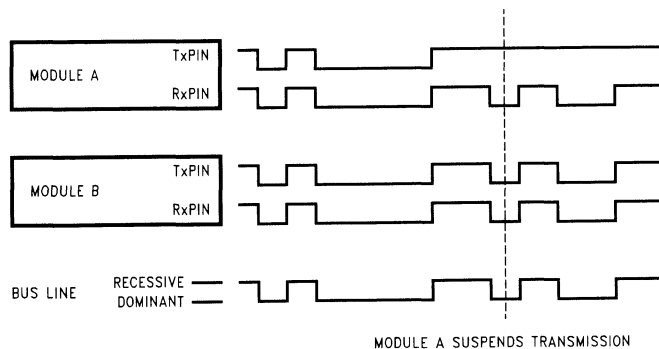 TxPIN
MODULE A
RxPIN
TxPIN
MODULE B
RxPIN
RECESSIVE
BUS LINE
DOMINANT
MODULE A SUSPENDS TRANSMISSION